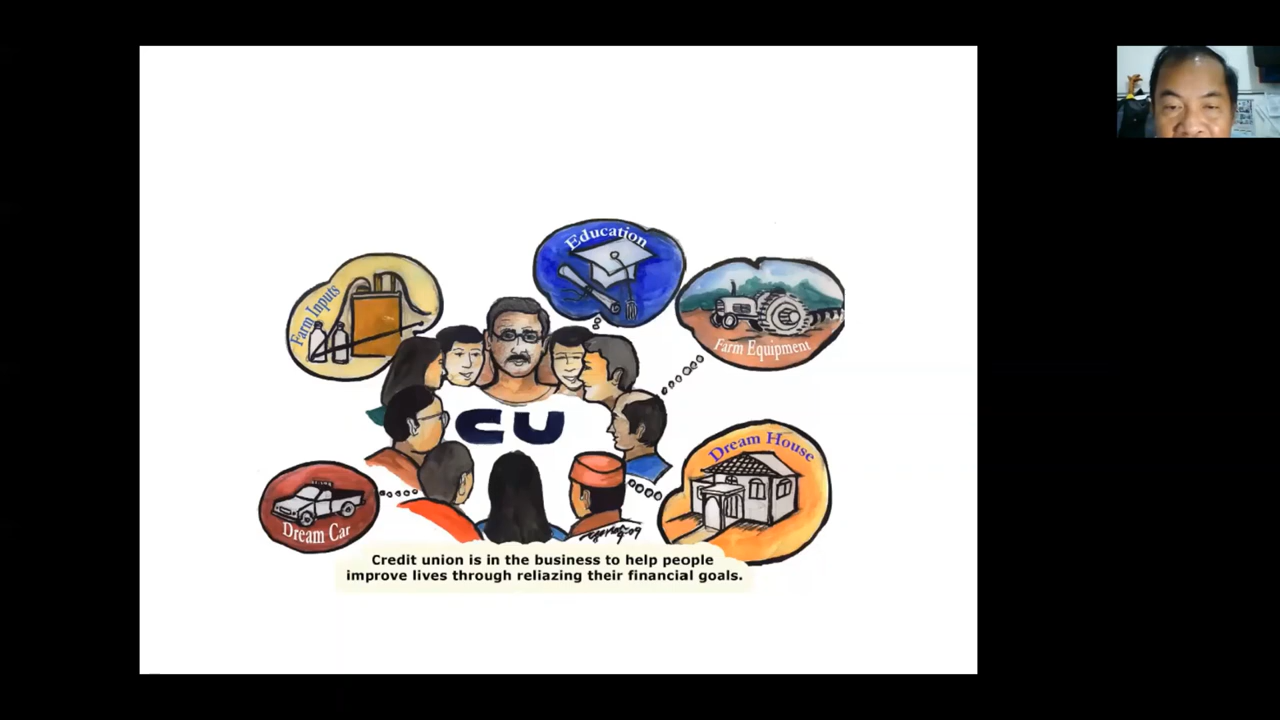 Education
Farm Inputs
Farm Equipment
CU
Dream House
Dream Car
Credit union is in the business to help people
improve lives through reliazing their financial goals.